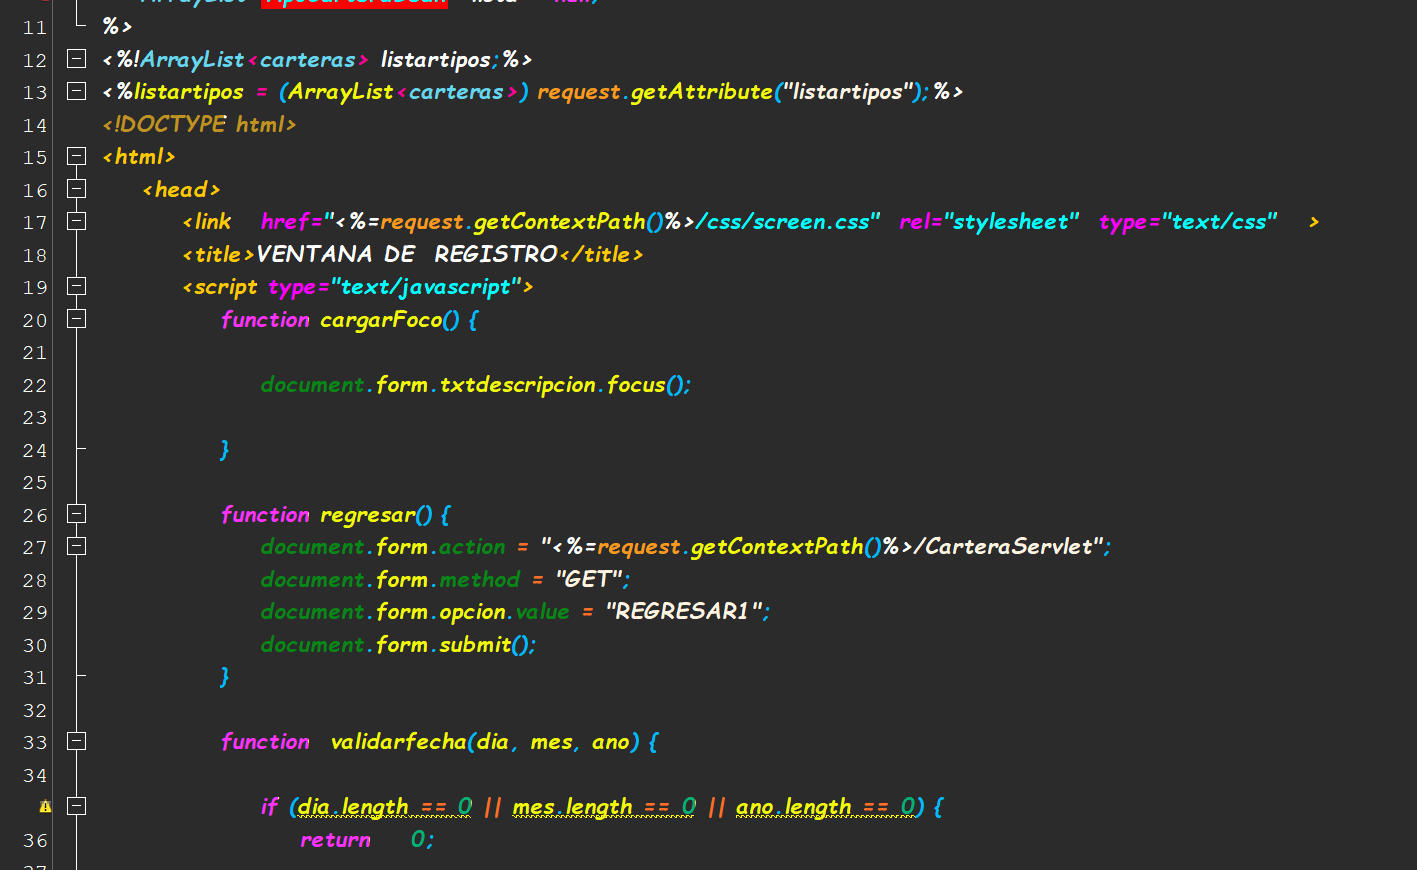 11 %>
12 <%!ArrayList<carteras> listartipos;%>
13 <%listartipos = (ArrayList<carteras>) request.getAttribute("listartipos");%>
14 <!DOCTYPE html>
15 <html>
16 <head>
17 <link href="<%=request.getContextPath()%>/css/screen.css" rel="stylesheet" type="text/css" >
18 <title>VENTANA DE REGISTRO</title>
19 <script type="text/javascript">
20 function cargarFoco() {
21
22 document.form.txtdescripcion.focus();
23
24 }
25
26 function regresar() {
27 document.form.action = "<%=request.getContextPath()%>/CarteraServlet";
28 document.form.method = "GET";
29 document.form.opcion.value = "REGRESAR1";
30 document.form.submit();
31 }
32
33 function validarfecha(dia, mes, ano) {
34
if (dia.length == 0 || mes.length == 0 || ano.length == 0) {
36 return 0;